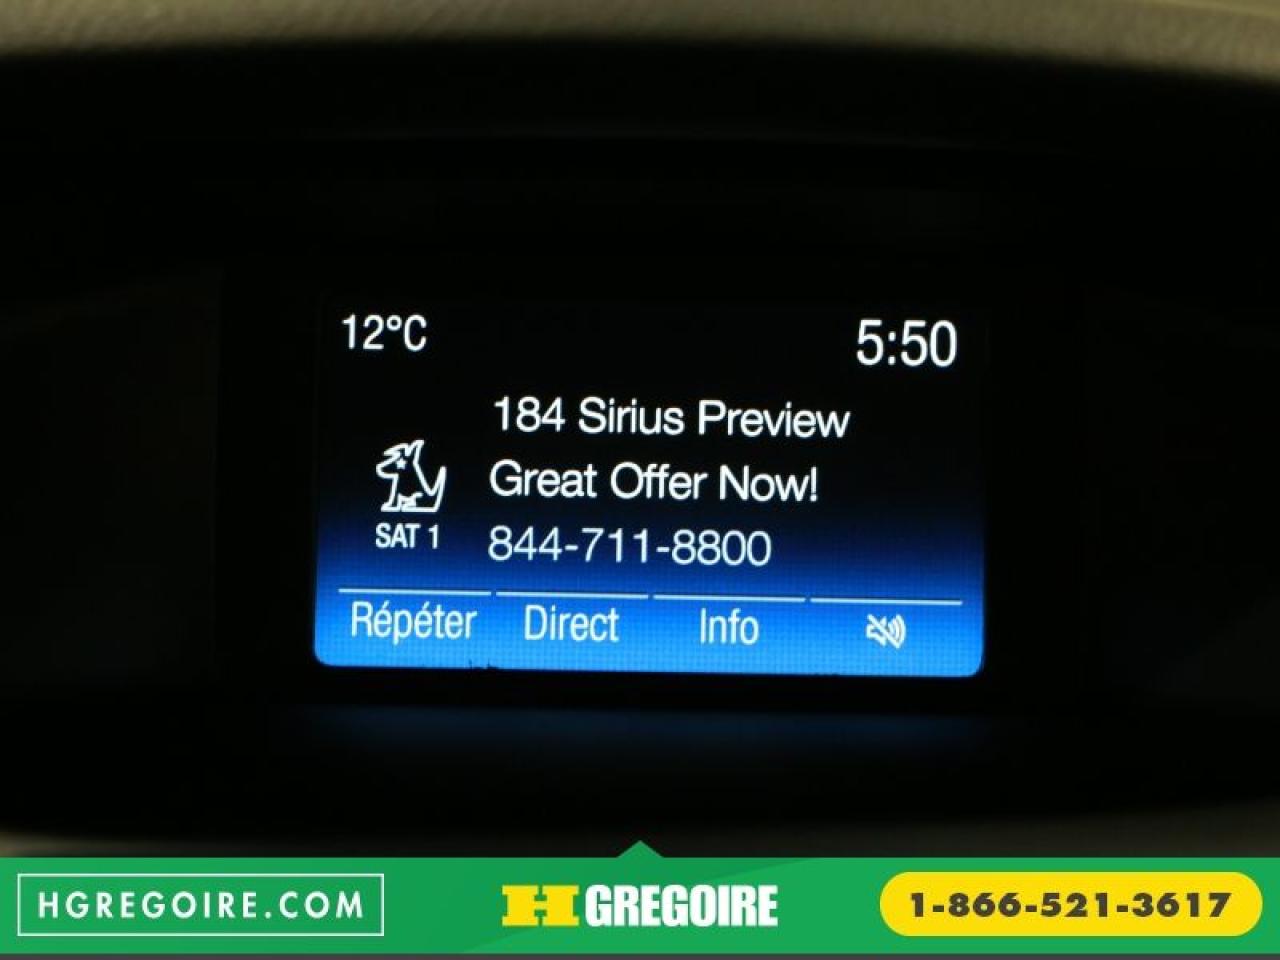 12°C
5:50
184 Sirius Preview
Great Offer Now!
SAT 1
844-711-8800
Répéter Direct Info
HGREGOIRE.COM
H GREGOIRE
1-866-521-3617